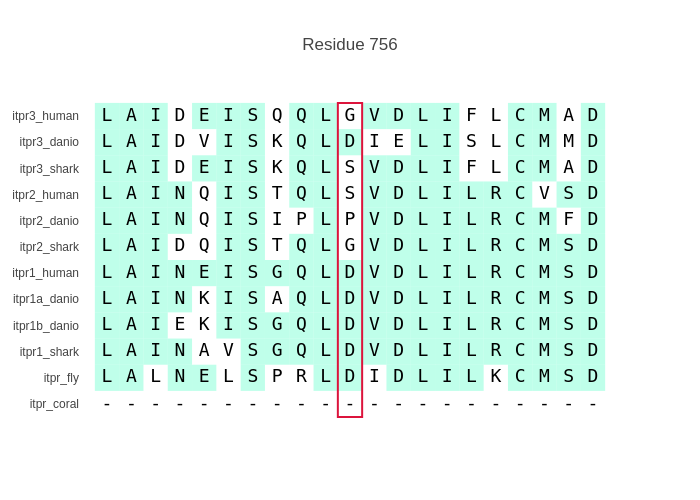 Residue 756
itpr3_human L A I D E I S Q Q L G V D L I F L C M A D
itpr3_danio L A I D V I S K Q L D I E L I S L C M M D
itpr3_shark L A I D E I S K Q L S V D L I F L C M A D
itpr2_human L A I N Q I S T Q L S V D L I L R C V S D
itpr2_danio L A I N Q I S I P L P V D L I L R C M F D
itpr2_shark L A I D Q I S T Q L G V D L I L R C M S D
itpr1_human L A I N E I S G Q L D V D L I L R C M S D
itpr1a_danio L A I N K I S A Q L D V D L I L R C M S D
itpr1b_danio L A I E K I S G Q L D V D L I L R C M S D
itpr1_shark L A I N A V S G Q L D V D L I L R C M S D
itpr_fly L A L N E L S P R L D I D L I L K C M S D
itpr_coral - - - - - - - - - - - - - - - - - - - - -